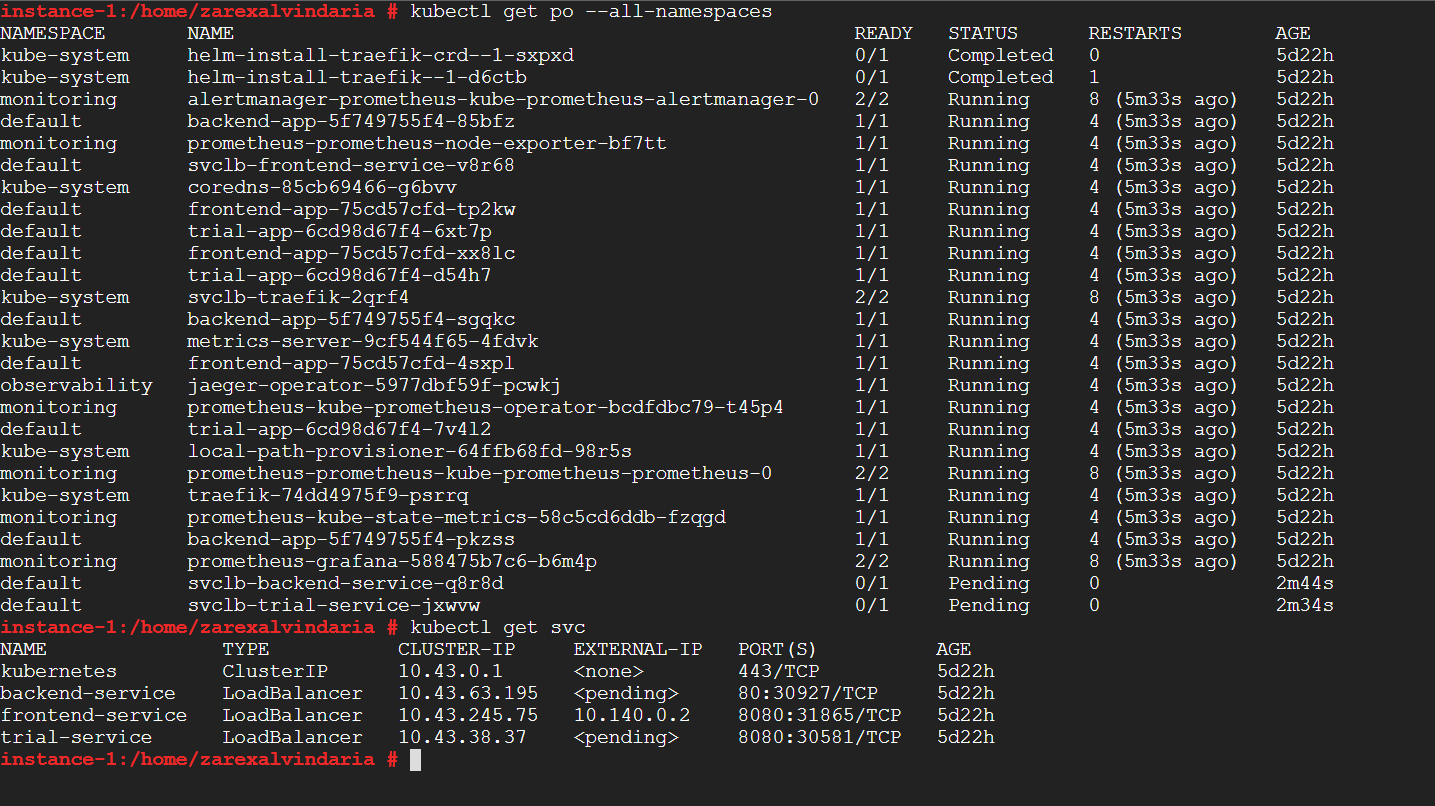 instance-1:/home/zarexalvindaria # kubectl get po --all-namespaces
NAMESPACE NAME READY STATUS RESTARTS AGE
kube-system helm-install-traefik-crd--1-sxpxd 0/1 Completed 0 5d22h
kube-system helm-install-traefik--1-d6ctb 0/1 Completed 1 5d22h
monitoring alertmanager-prometheus-kube-prometheus-alertmanager-0 2/2 Running 8 (5m33s ago) 5d22h
default backend-app-5f749755f4-85bfz 1/1 Running 4 (5m33s ago) 5d22h
monitoring prometheus-prometheus-node-exporter-bf7tt 1/1 Running 4 (5m33s ago) 5d22h
default svclb-frontend-service-v8r68 1/1 Running 4 (5m33s ago) 5d22h
kube-system coredns-85cb69466-g6bvv 1/1 Running 4 (5m33s ago) 5d22h
default frontend-app-75cd57cfd-tp2kw 1/1 Running 4 (5m33s ago) 5d22h
default trial-app-6cd98d67f4-6xt7p 1/1 Running 4 (5m33s ago) 5d22h
default frontend-app-75cd57cfd-xx8lc 1/1 Running 4 (5m33s ago) 5d22h
default trial-app-6cd98d67f4-d54h7 1/1 Running 4 (5m33s ago) 5d22h
kube-system svclb-traefik-2qrf4 2/2 Running 8 (5m33s ago) 5d22h
default backend-app-5f749755f4-sgqkc 1/1 Running 4 (5m33s ago) 5d22h
kube-system metrics-server-9cf544f65-4fdvk 1/1 Running 4 (5m33s ago) 5d22h
default frontend-app-75cd57cfd-4sxpl 1/1 Running 4 (5m33s ago) 5d22h
observability jaeger-operator-5977dbf59f-pcwkj 1/1 Running 4 (5m33s ago) 5d22h
monitoring prometheus-kube-prometheus-operator-bcdfdbc79-t45p4 1/1 Running 4 (5m33s ago) 5d22h
default trial-app-6cd98d67f4-7v4l2 1/1 Running 4 (5m33s ago) 5d22h
kube-system local-path-provisioner-64ffb68fd-98r5s 1/1 Running 4 (5m33s ago) 5d22h
monitoring prometheus-prometheus-kube-prometheus-prometheus-0 2/2 Running 8 (5m33s ago) 5d22h
kube-system traefik-74dd4975f9-psrrq 1/1 Running 4 (5m33s ago) 5d22h
monitoring prometheus-kube-state-metrics-58c5cd6ddb-fzqgd 1/1 Running 4 (5m33s ago) 5d22h
default backend-app-5f749755f4-pkzss 1/1 Running 4 (5m33s ago) 5d22h
monitoring prometheus-grafana-588475b7c6-b6m4p 2/2 Running 8 (5m33s ago) 5d22h
default svclb-backend-service-q8r8d 0/1 Pending 0 2m44s
default svclb-trial-service-jxwvw 0/1 Pending 0 2m34s
instance-1:/home/zarexalvindaria # kubectl get svc
NAME TYPE CLUSTER-IP EXTERNAL-IP PORT(S) AGE
kubernetes ClusterIP 10.43.0.1 <none> 443/TCP 5d22h
backend-service LoadBalancer 10.43.63.195 <pending> 80:30927/TCP 5d22h
frontend-service LoadBalancer 10.43.245.75 10.140.0.2 8080:31865/TCP 5d22h
trial-service LoadBalancer 10.43.38.37 <pending> 8080:30581/TCP 5d22h
instance-1:/home/zarexalvindaria #